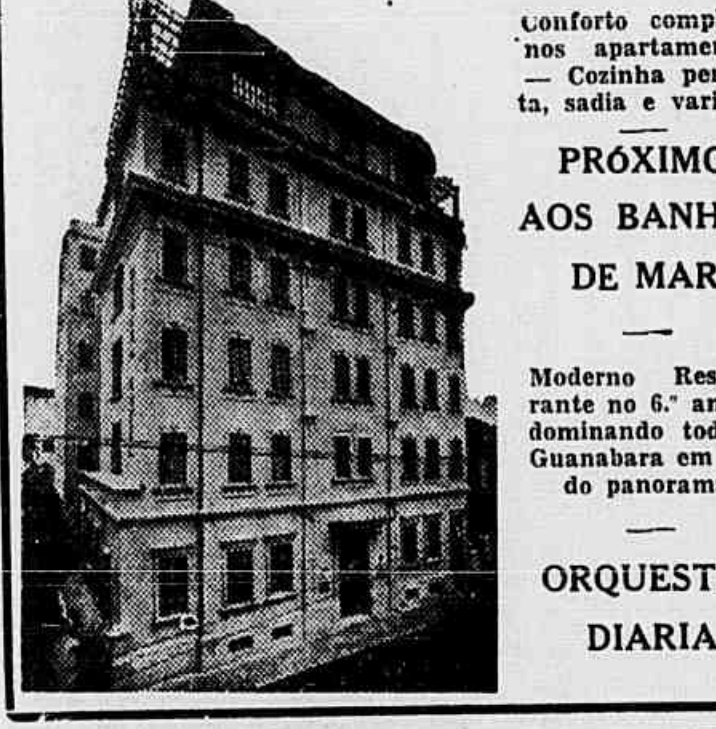 Conforto comp
nos apartame
— Cozinha per
ta, sadia e vari
PRÓXIMO
AOS BANH
DE MAR
Moderno Res
rante no 6.º an
dominando tod
Guanabara em
do panoram
ORQUEST
DIARIA